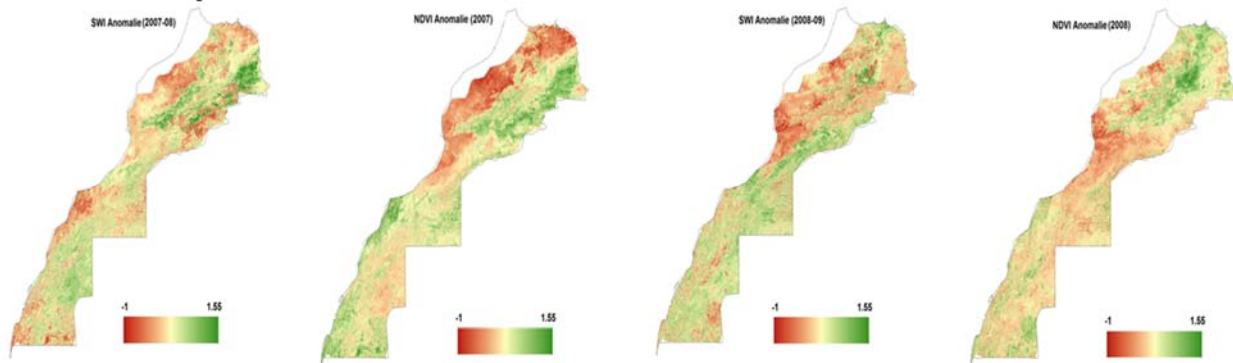 SWI Anomalie (2007-08)
NDVI Anomalie (2007)
SWI Anomalie (2008-09)
NDVI Anomalie (2008)
-1 1.55
-1 1.55
-1 1.55
-1 1.55